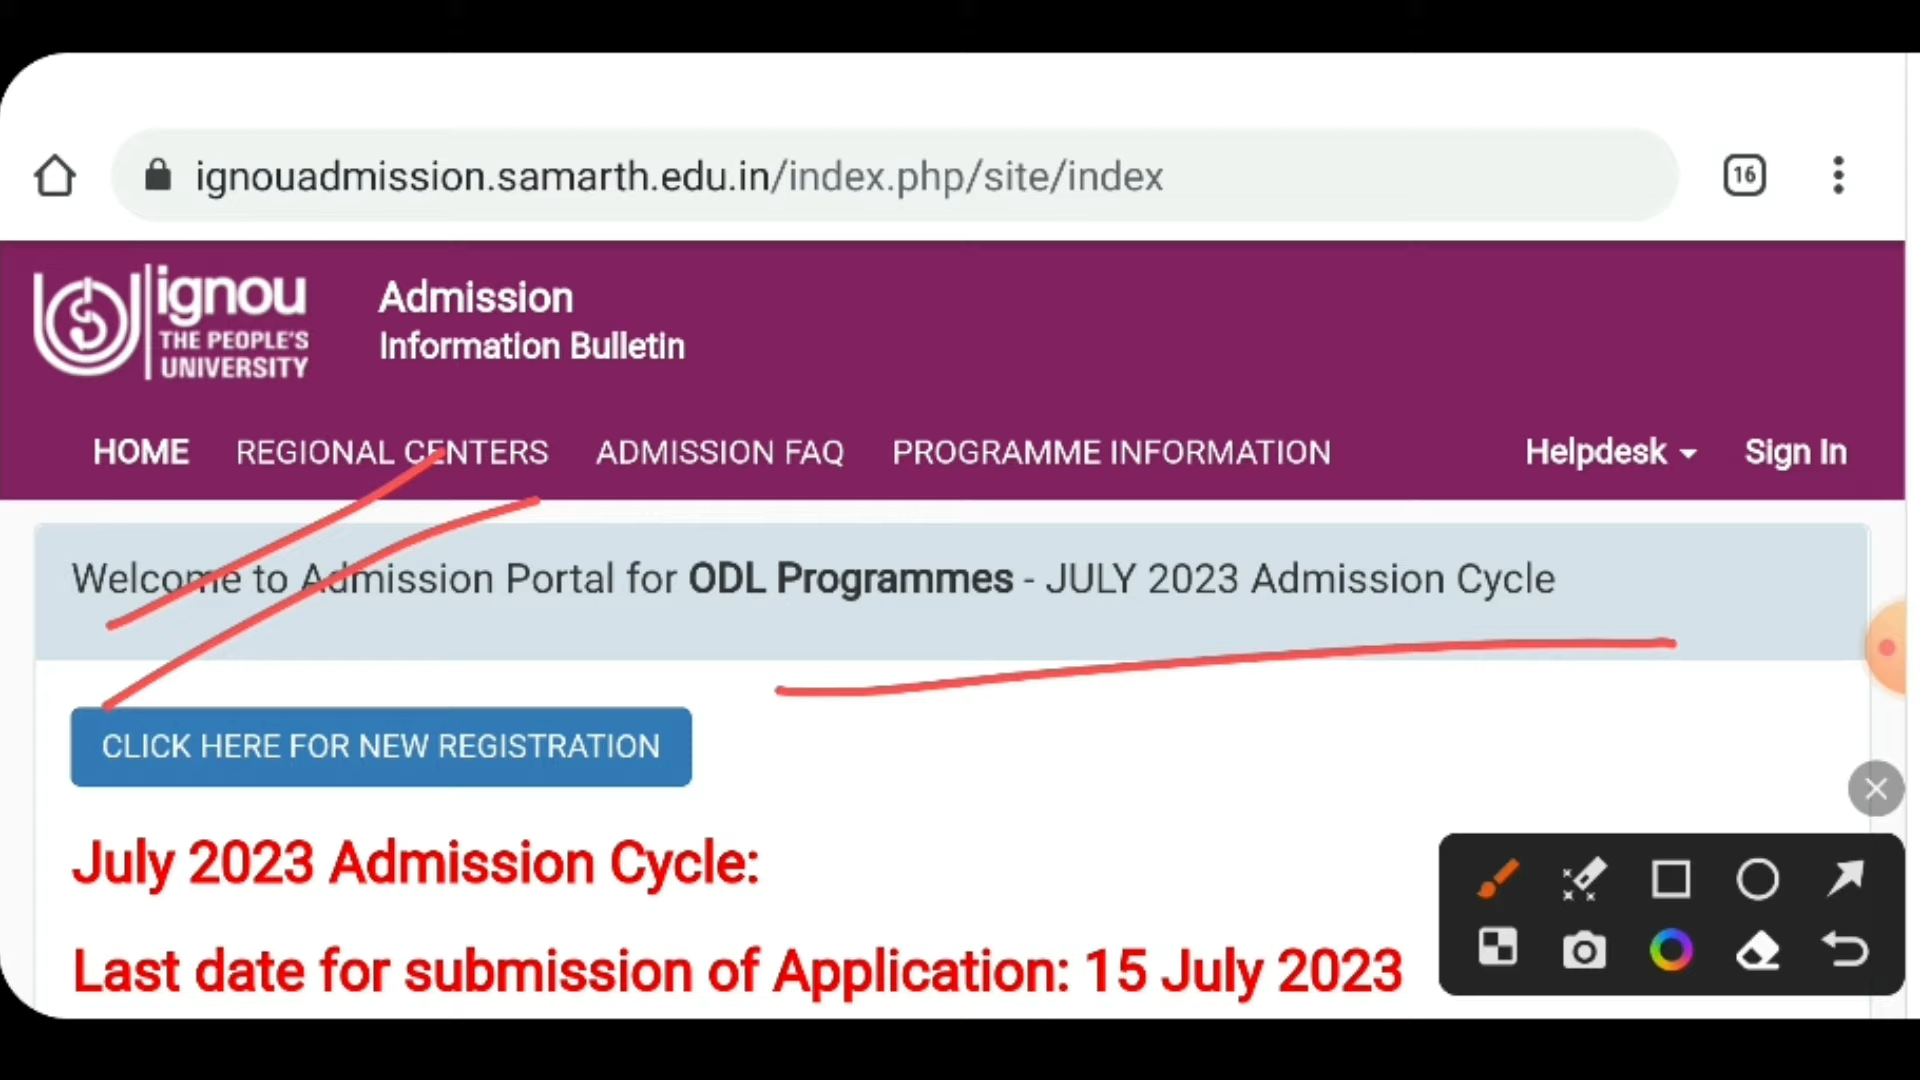 ignouadmission.samarth.edu.in/index.php/site/index
16
ignou
THE PEOPLE'S
UNIVERSITY
Admission
Information Bulletin
HOME REGIONAL CENTERS ADMISSION FAQ PROGRAMME INFORMATION Helpdesk Sign In
Welcome to Admission Portal for ODL Programmes - JULY 2023 Admission Cycle
CLICK HERE FOR NEW REGISTRATION
July 2023 Admission Cycle:
Last date for submission of Application: 15 July 2023